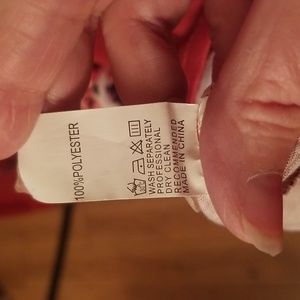 100%POLYESTER
WASH SEPARATELY
PROFESSIONAL
DRY CLEAN
RECOMMENDED
MADE IN CHINA